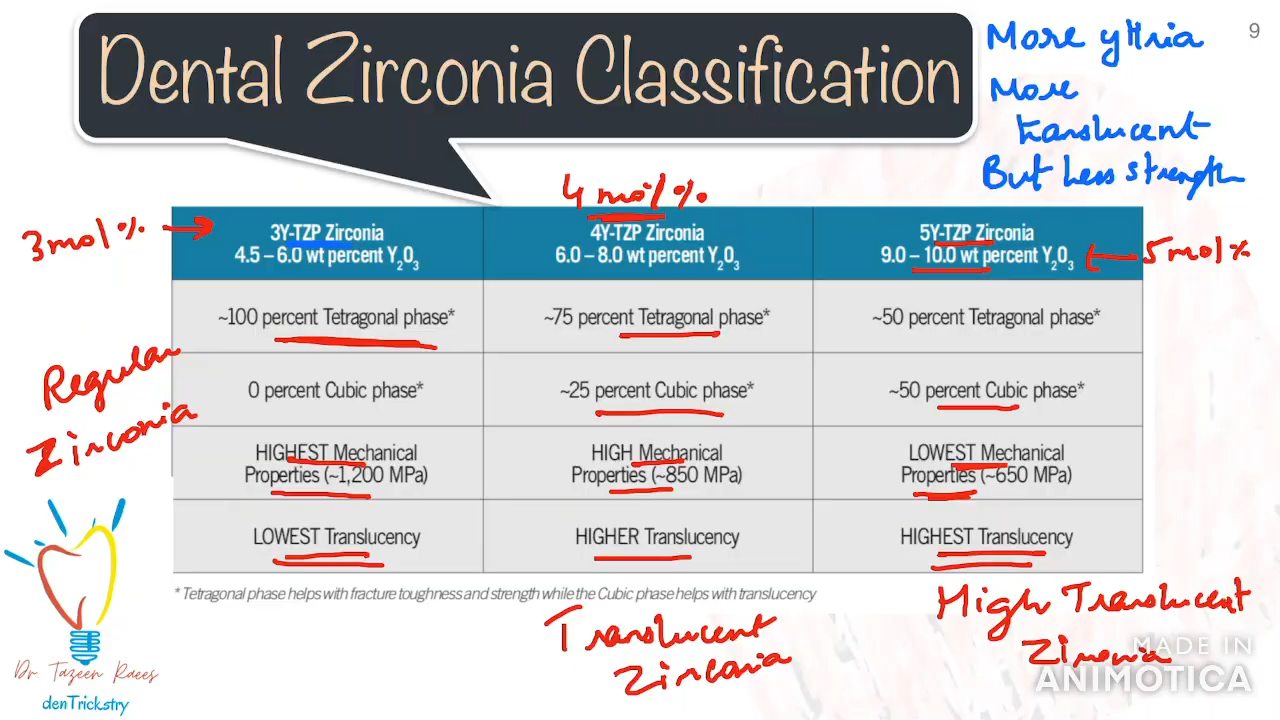 Dental Zirconia Classification
9
More yttria
More
translucent
But less strength
3 mol %
4 mol %
5 mol %
3Y-TZP Zirconia
4.5 – 6.0 wt percent Y₂O₃
4Y-TZP Zirconia
6.0 – 8.0 wt percent Y₂O₃
5Y-TZP Zirconia
9.0 – 10.0 wt percent Y₂O₃
~100 percent Tetragonal phase*
~75 percent Tetragonal phase*
~50 percent Tetragonal phase*
0 percent Cubic phase*
~25 percent Cubic phase*
~50 percent Cubic phase*
HIGHEST Mechanical
Properties (~1,200 MPa)
HIGH Mechanical
Properties (~850 MPa)
LOWEST Mechanical
Properties (~650 MPa)
LOWEST Translucency
HIGHER Translucency
HIGHEST Translucency
* Tetragonal phase helps with fracture toughness and strength while the Cubic phase helps with translucency
Regular
Zirconia
Translucent
Zirconia
High Translucent
Zirconia
Dr Tazeen Raees
denTrickstry
MADE IN
ANIMOTICA